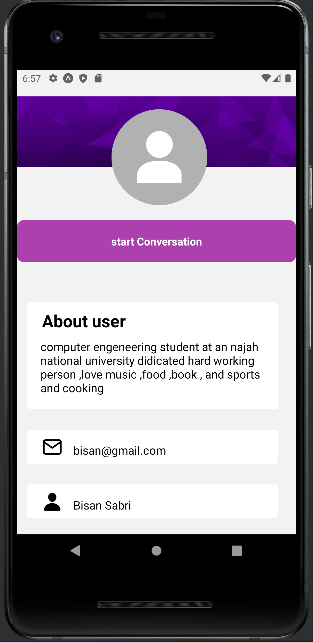 6:57
start Conversation
About user
computer engeneering student at an najah
national university didicated hard working
person ,love music ,food ,book , and sports
and cooking
bisan@gmail.com
Bisan Sabri